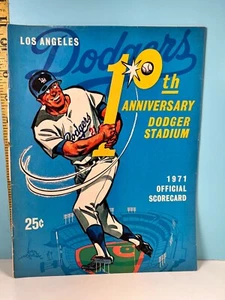 LOS ANGELES
Dodgers
10th
ANNIVERSARY
DODGER
STADIUM
Dodgers
1971
OFFICIAL
SCORECARD
25¢